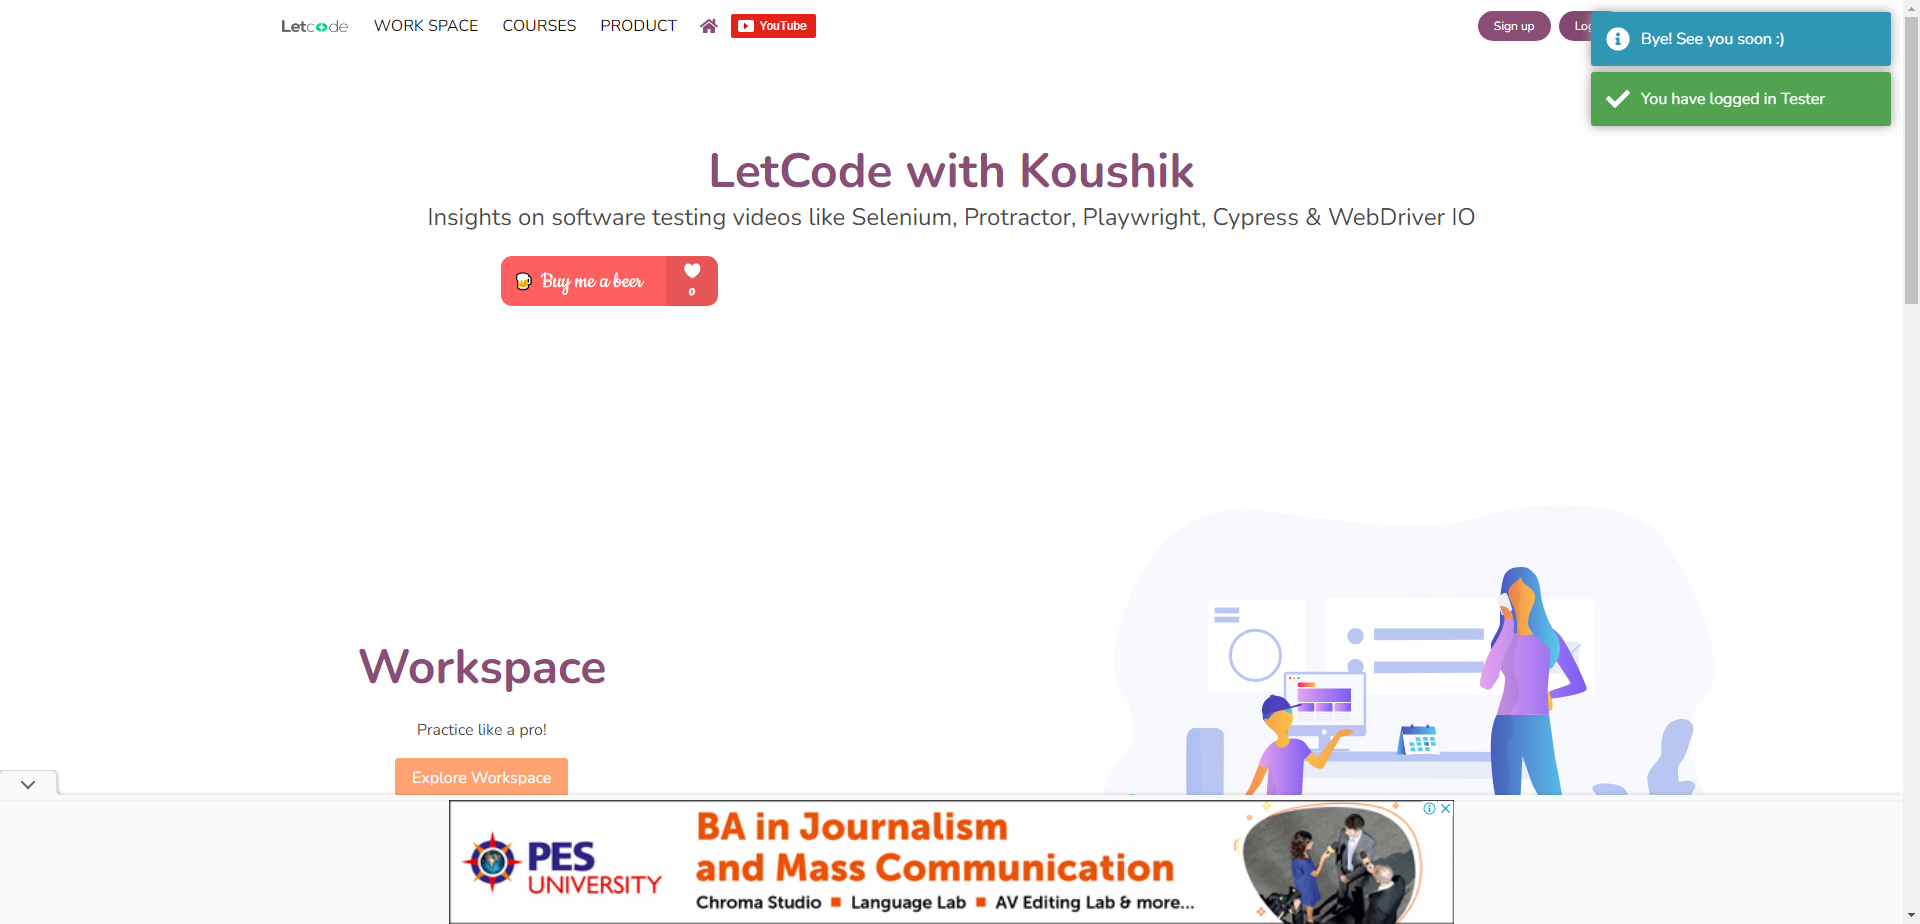 Letcode WORK SPACE COURSES PRODUCT YouTube Sign up
Bye! See you soon :)
You have logged in Tester
LetCode with Koushik
Insights on software testing videos like Selenium, Protractor, Playwright, Cypress & WebDriver IO
Buy me a beer
0
Workspace
Practice like a pro!
Explore Workspace
PES
UNIVERSITY
BA in Journalism
and Mass Communication
Chroma Studio ■ Language Lab ■ AV Editing Lab & more...